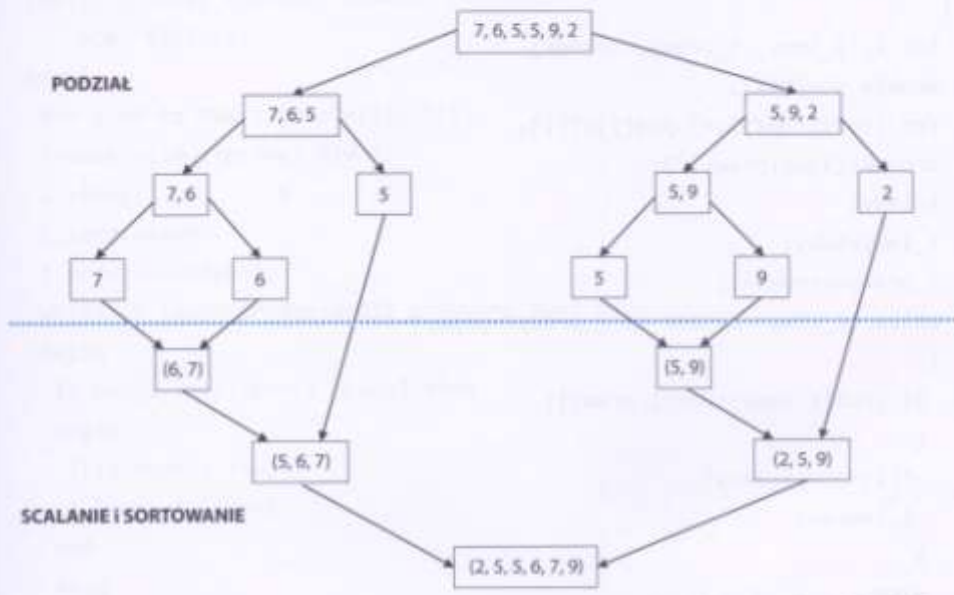 7, 6, 5, 5, 9, 2
PODZIAŁ
7, 6, 5
5, 9, 2
7, 6
5
5, 9
2
7
6
5
9
(6, 7)
(5, 9)
(5, 6, 7)
(2, 5, 9)
SCALANIE i SORTOWANIE
(2, 5, 5, 6, 7, 9)